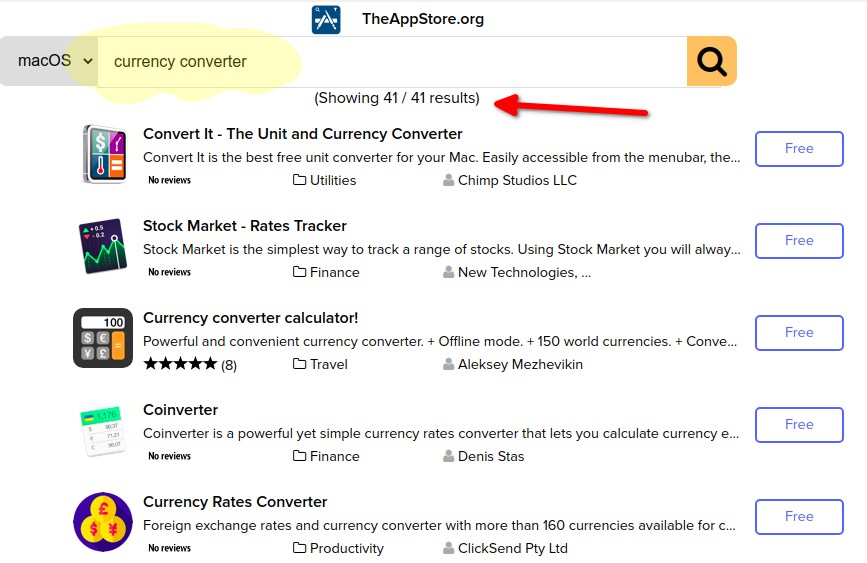 TheAppStore.org
macOS
currency converter
(Showing 41 / 41 results)
Convert It - The Unit and Currency Converter
Convert It is the best free unit converter for your Mac. Easily accessible from the menubar, the...
Free
No reviews
Utilities
Chimp Studios LLC
+ 0.5
- 0.2
Stock Market - Rates Tracker
Stock Market is the simplest way to track a range of stocks. Using Stock Market you will alway...
Free
No reviews
Finance
New Technologies, ...
100
$ €
¥ £ =
Currency converter calculator!
Powerful and convenient currency converter. + Offline mode. + 150 world currencies. + Conve...
Free
★★★★★ (8)
Travel
Aleksey Mezhevikin
1,176
$ 90.37
€ 71.21
£ 56.07
Coinverter
Coinverter is a powerful yet simple currency rates converter that lets you calculate currency e...
Free
No reviews
Finance
Denis Stas
£
$ ¥
Currency Rates Converter
Foreign exchange rates and currency converter with more than 160 currencies available for c...
Free
No reviews
Productivity
ClickSend Pty Ltd